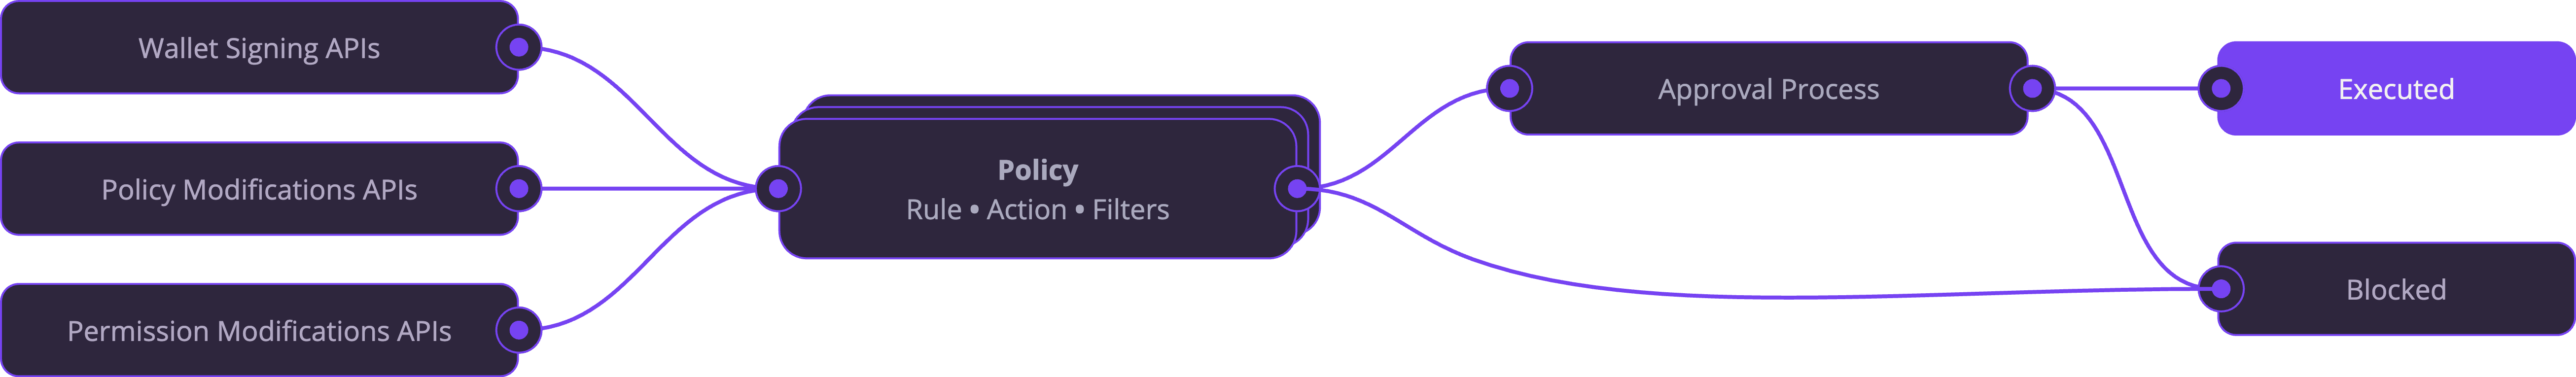 Wallet Signing APIs
Policy Modifications APIs
Permission Modifications APIs
Policy
Rule • Action • Filters
Approval Process
Executed
Blocked